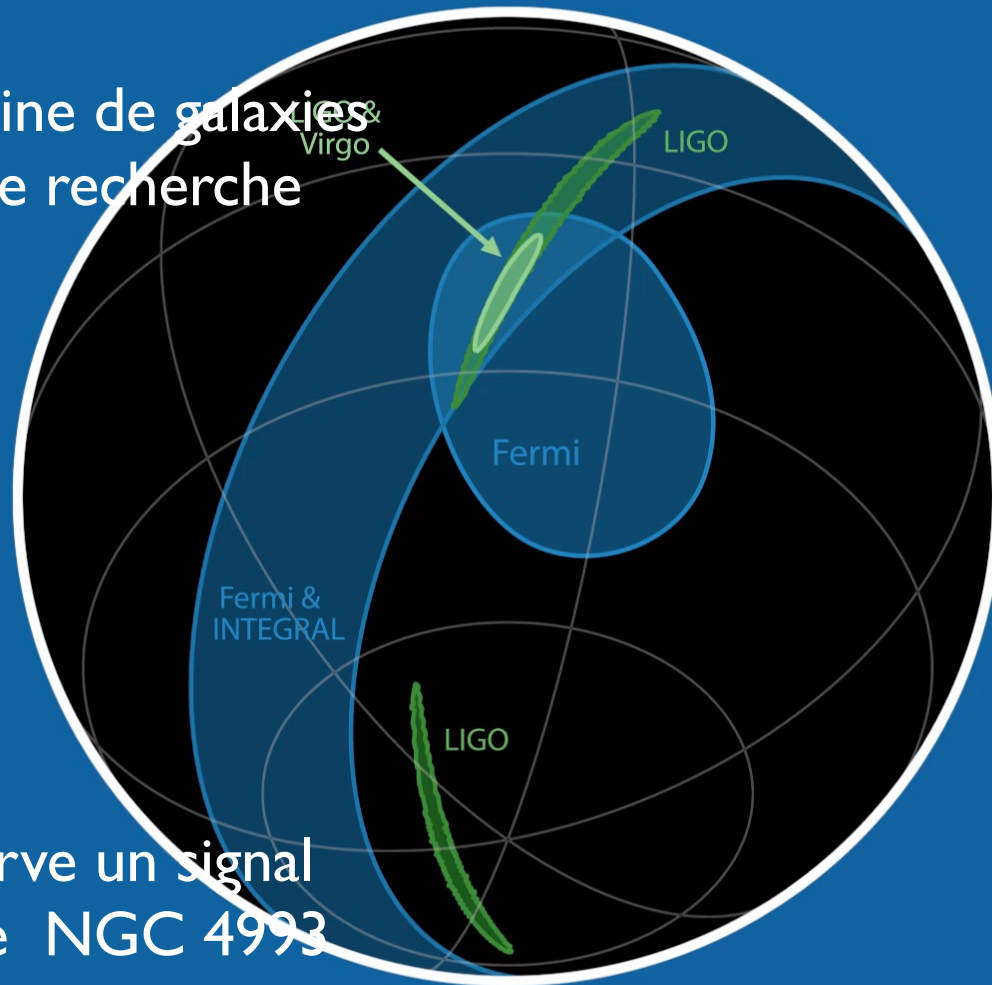 ine de galaxies
LIGO &
Virgo
LIGO
e recherche
Fermi
Fermi &
INTEGRAL
LIGO
rve un signal
e NGC 4993